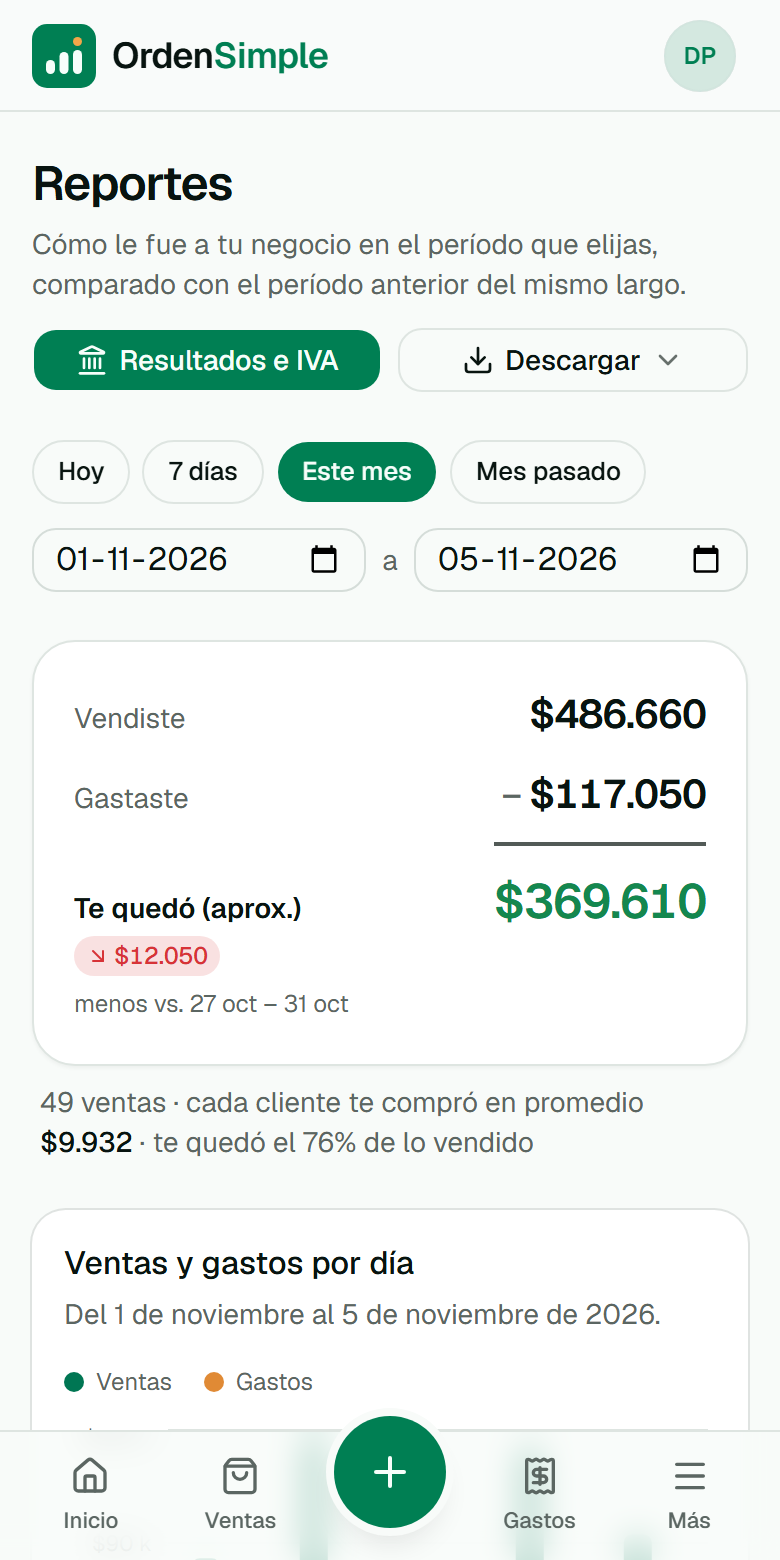 OrdenSimple
DP
Reportes
Cómo le fue a tu negocio en el período que elijas,
comparado con el período anterior del mismo largo.
Resultados e IVA
Descargar
Hoy
7 días
Este mes
Mes pasado
01-11-2026
a
05-11-2026
Vendiste
$486.660
Gastaste
– $117.050
Te quedó (aprox.)
$369.610
$12.050
menos vs. 27 oct – 31 oct
49 ventas · cada cliente te compró en promedio
$9.932 · te quedó el 76% de lo vendido
Ventas y gastos por día
Del 1 de noviembre al 5 de noviembre de 2026.
Ventas
Gastos
Inicio
Ventas
Gastos
Más